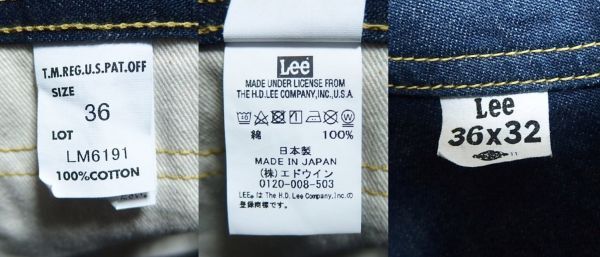 T.M.REG.U.S.PAT.OFF
SIZE
36
LOT
LM6191
100%COTTON
Lee
MADE UNDER LICENSE FROM
THE H.D.LEE COMPANY,INC.,U.S.A.
綿 100%
日本製
MADE IN JAPAN
(株)エドウイン
0120-008-503
LEE®は The H.D.Lee Company,Inc.の
登録商標です。
Lee
36x32